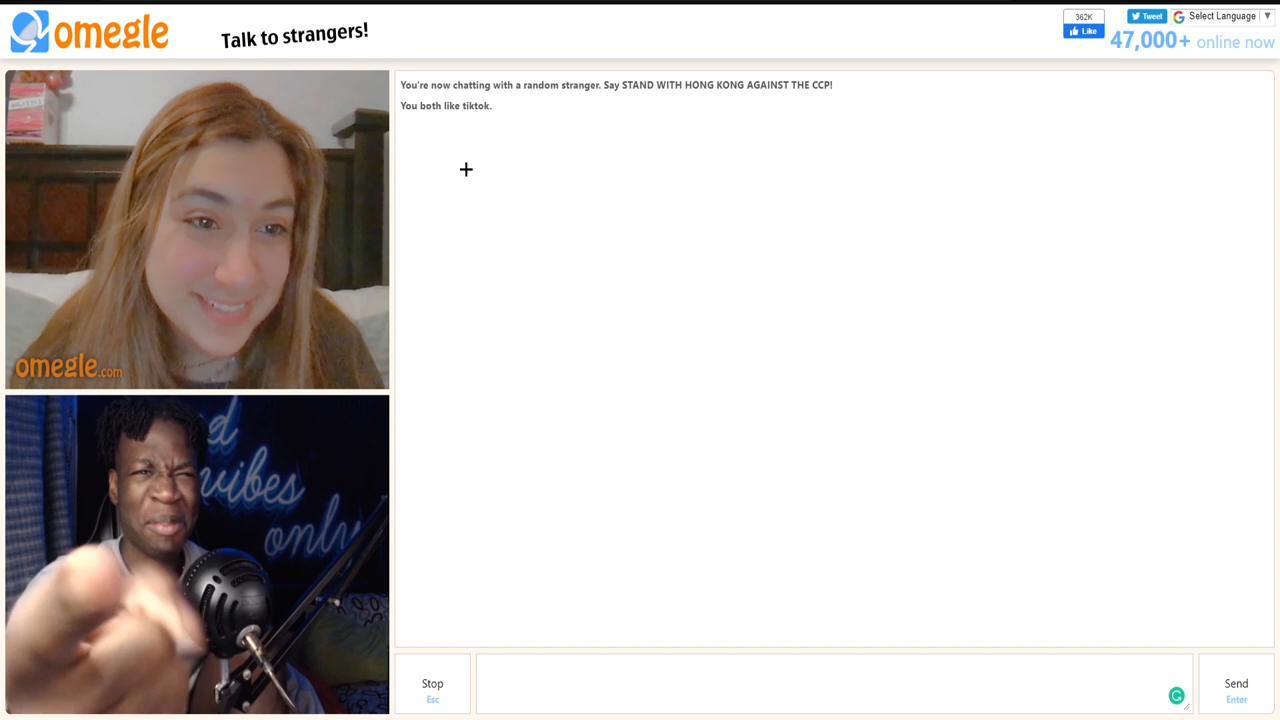 omegle
Talk to strangers!
362K
Like
Tweet
Select Language
47,000+ online now
You're now chatting with a random stranger. Say STAND WITH HONG KONG AGAINST THE CCP!
You both like tiktok.
omegle.com
vibes
only
Stop
Esc
Send
Enter